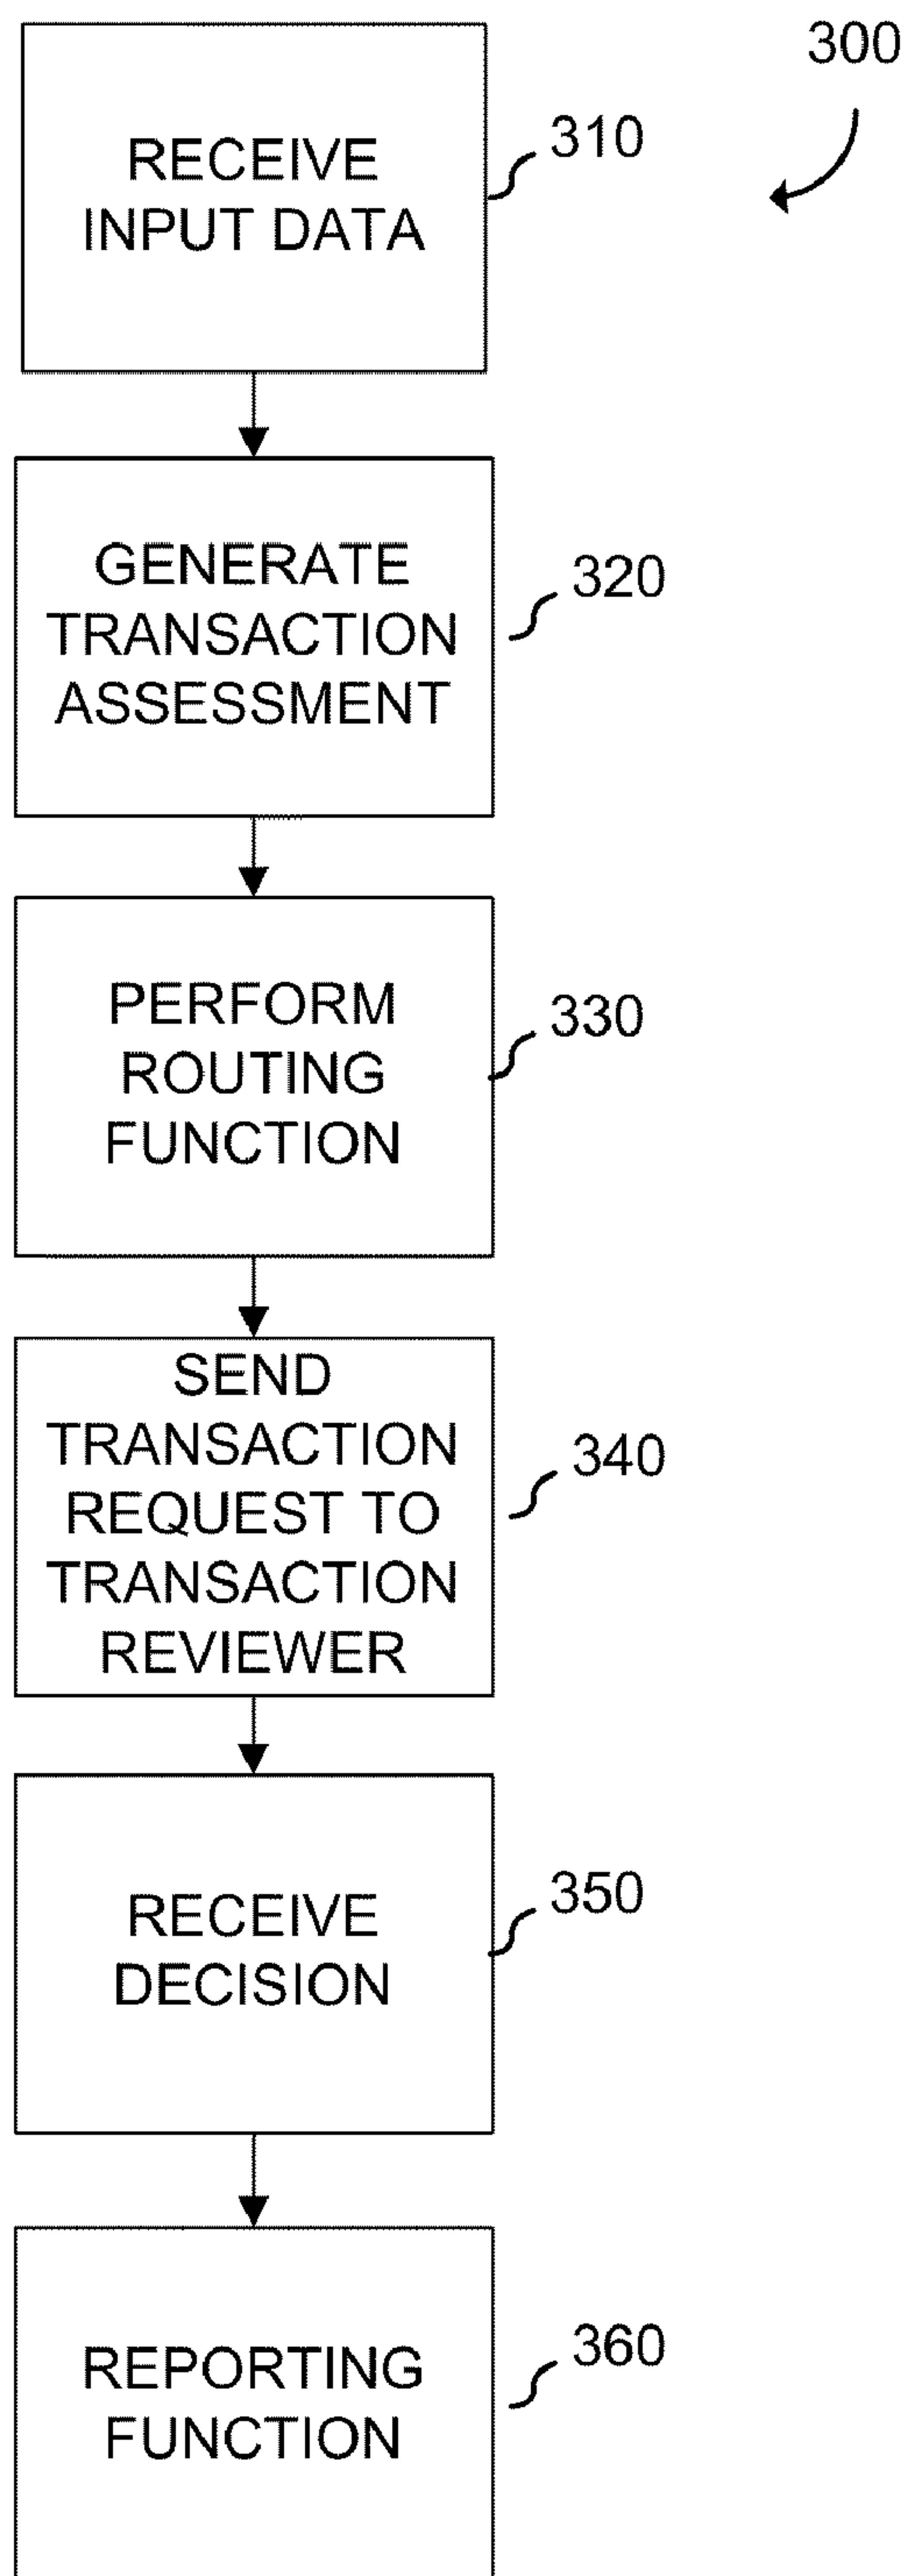 300
RECEIVE
INPUT DATA
310
GENERATE
TRANSACTION
ASSESSMENT
320
PERFORM
ROUTING
FUNCTION
330
SEND
TRANSACTION
REQUEST TO
TRANSACTION
REVIEWER
340
RECEIVE
DECISION
350
REPORTING
FUNCTION
360